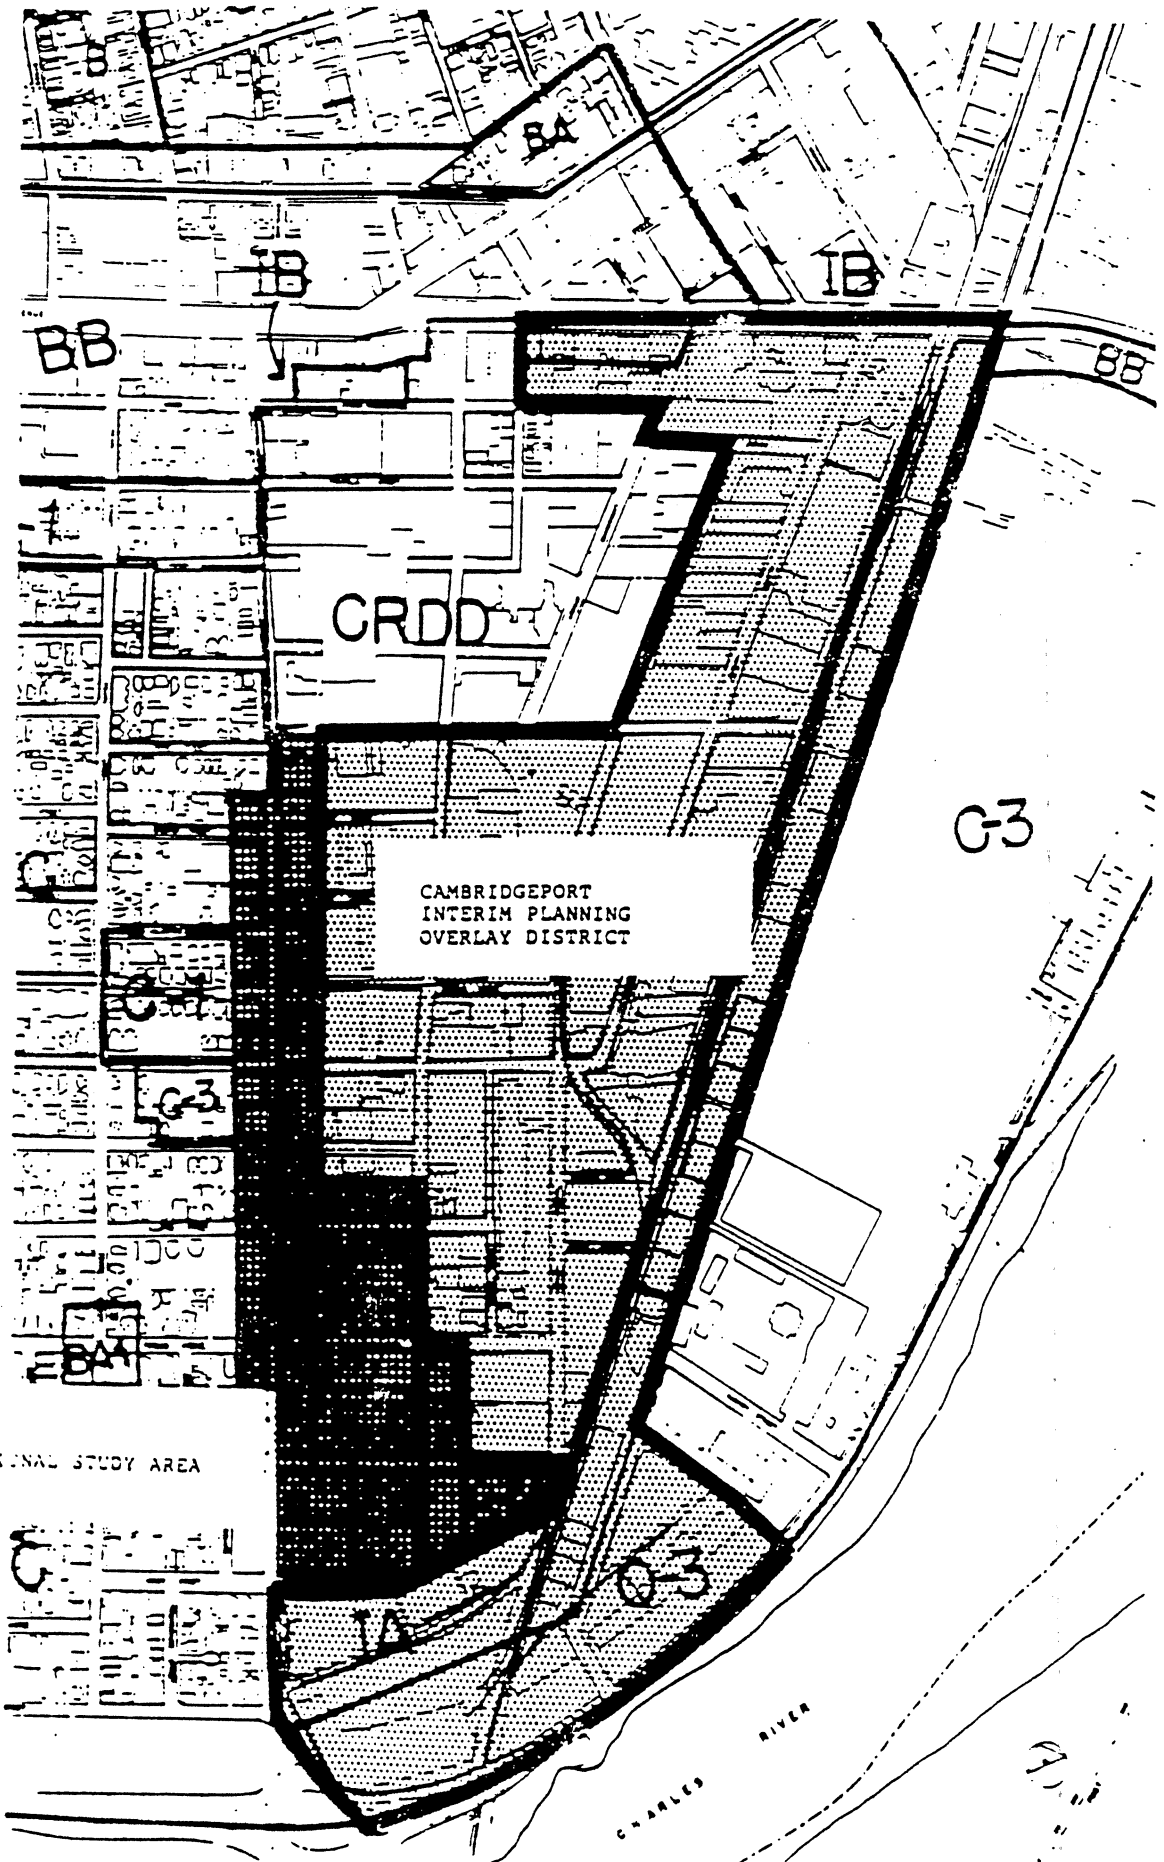 B
BA
IB
IB
BB
BB
CRDD
C-3
C
CAMBRIDGEPORT
INTERIM PLANNING
OVERLAY DISTRICT
C-3
BAA
STUDY AREA
C
O-3
IA
CHARLES RIVER